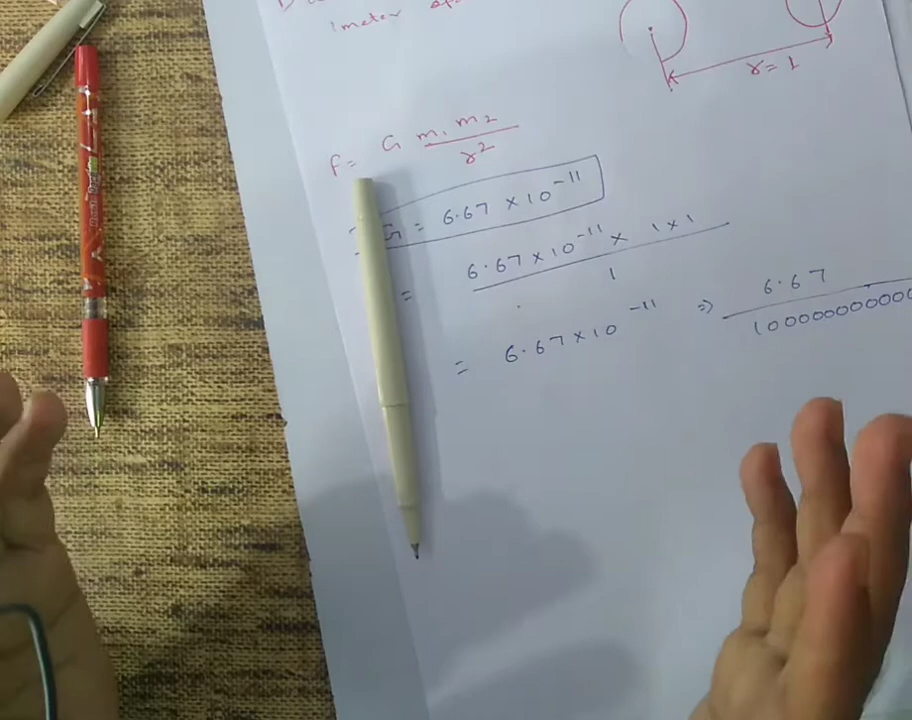 1meter
r = 1
F = G m₁ m₂ / r²
G = 6.67 × 10⁻¹¹
= 6.67 × 10⁻¹¹ × 1×1 / 1
= 6.67 × 10⁻¹¹ ⇒ 6.67 / 100000000000